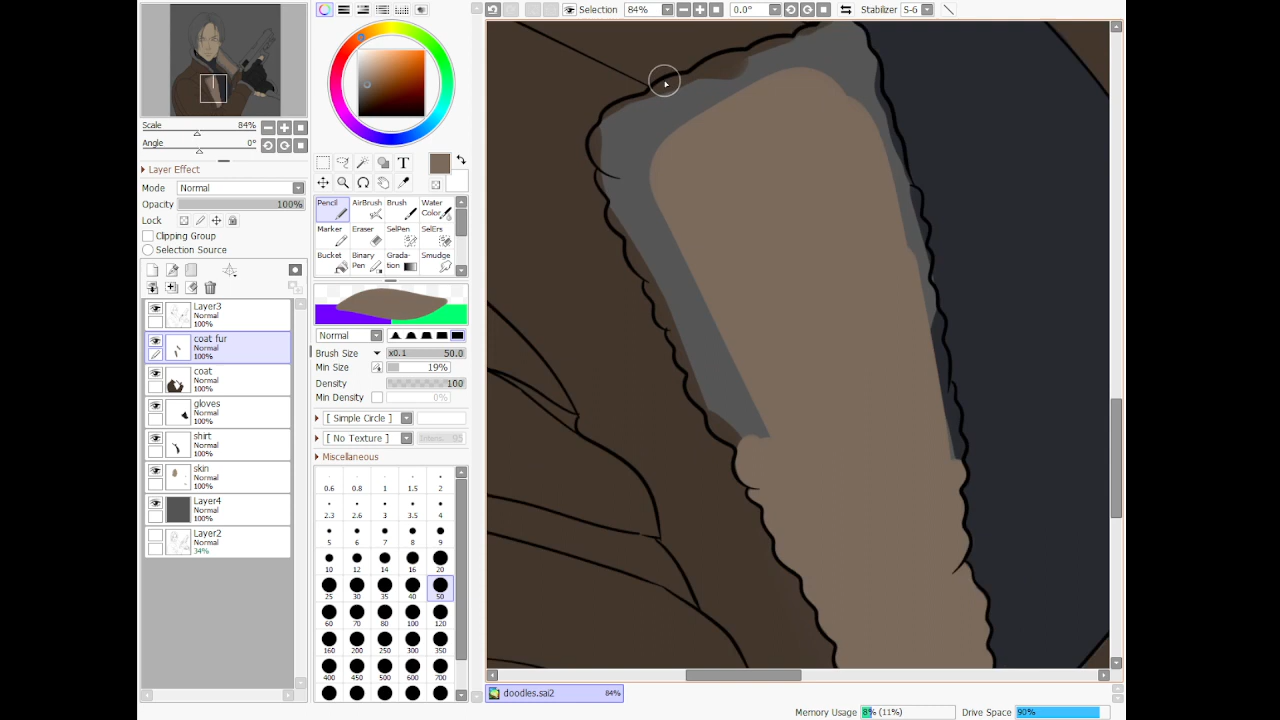 Selection
84%
0.0°
Stabilizer
S-6
Scale
84%
Angle
0°
Layer Effect
Mode
Normal
Opacity
100%
Lock
Clipping Group
Selection Source
Layer3
Normal
100%
coat fur
Normal
100%
coat
Normal
100%
gloves
Normal
100%
shirt
Normal
100%
skin
Normal
100%
Layer4
Normal
100%
Layer2
Normal
34%
T
Pencil
AirBrush
Brush
Water
Color
Marker
Eraser
SelPen
SelErs
Bucket
Binary
Pen
Grada-
tion
Smudge
Normal
Brush Size
x0.1
50.0
Min Size
19%
Density
100
Min Density
0%
[ Simple Circle ]
[ No Texture ]
Miscellaneous
0.6 0.8 1 1.5 2
2.3 2.6 3 3.5 4
5 6 7 8 9
10 12 14 16 20
25 30 35 40 50
60 70 80 100 120
160 200 250 300 350
400 450 500 600 700
doodles.sai2
84%
Memory Usage
8% (11%)
Drive Space
90%